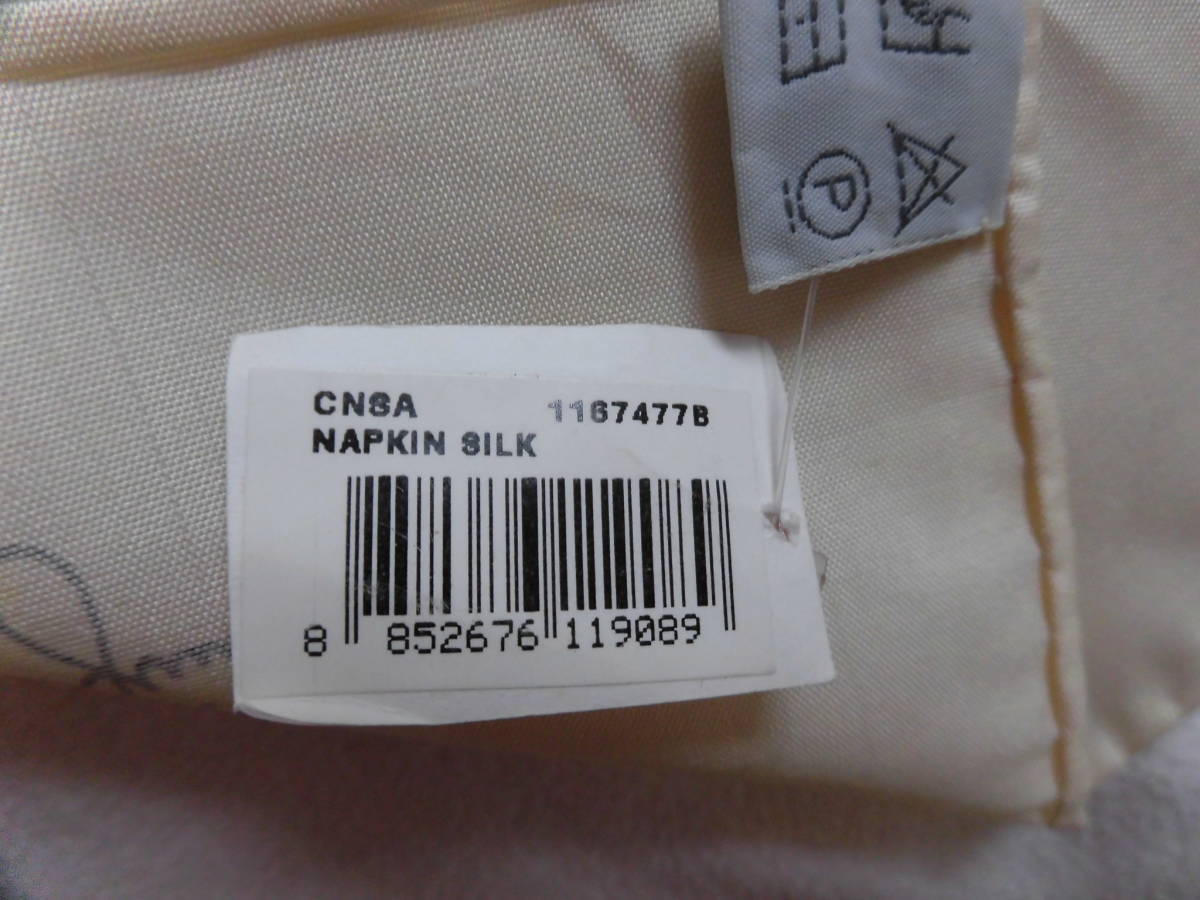 P
CNSA 1167477B
NAPKIN SILK
8 852676 119089